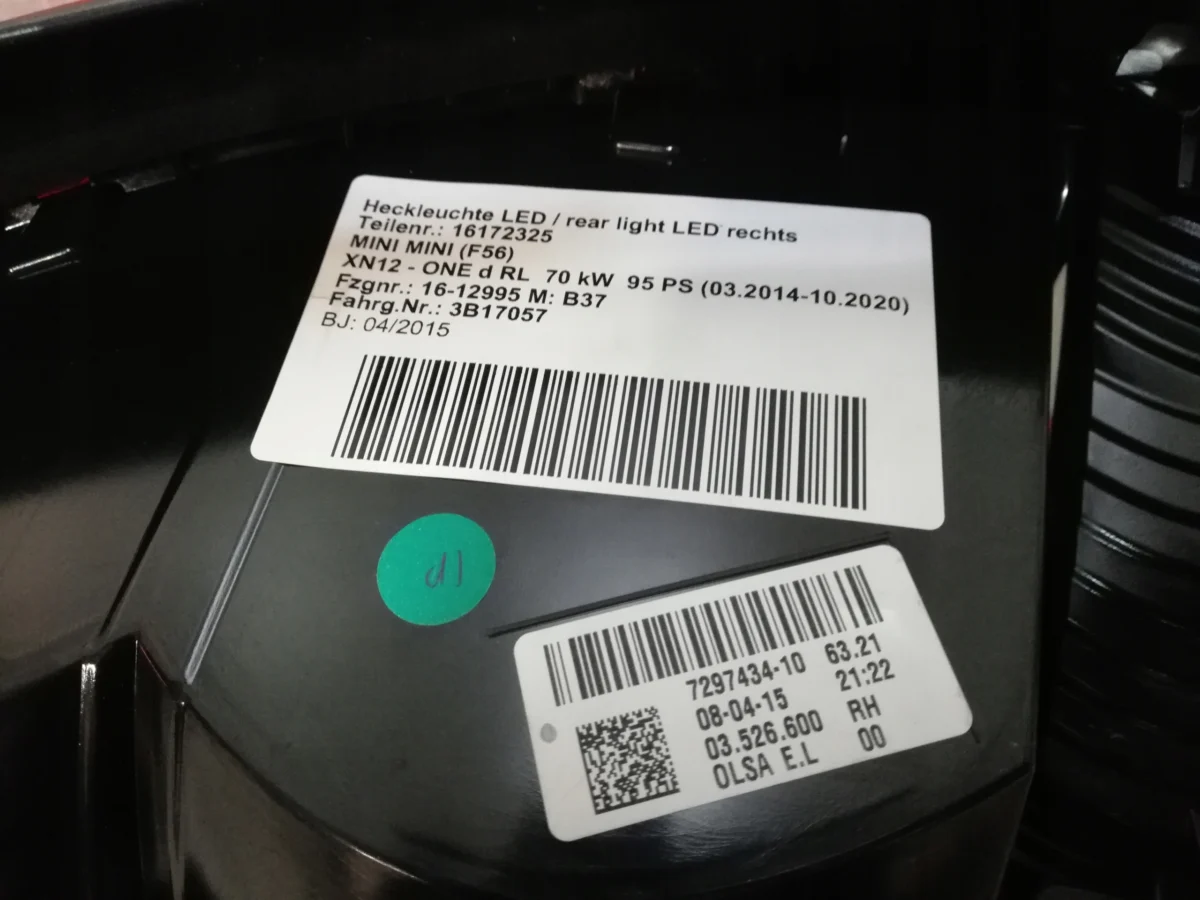 Heckleuchte LED / rear light LED rechts
Teilenr.: 16172325
MINI MINI (F56)
XN12 - ONE d RL 70 kW 95 PS (03.2014-10.2020)
Fzgnr.: 16-12995 M: B37
Fahrg.Nr.: 3B17057
BJ: 04/2015
d1
7297434-10 63.21
08-04-15 21:22
03.526.600 RH
OLSA E.L 00